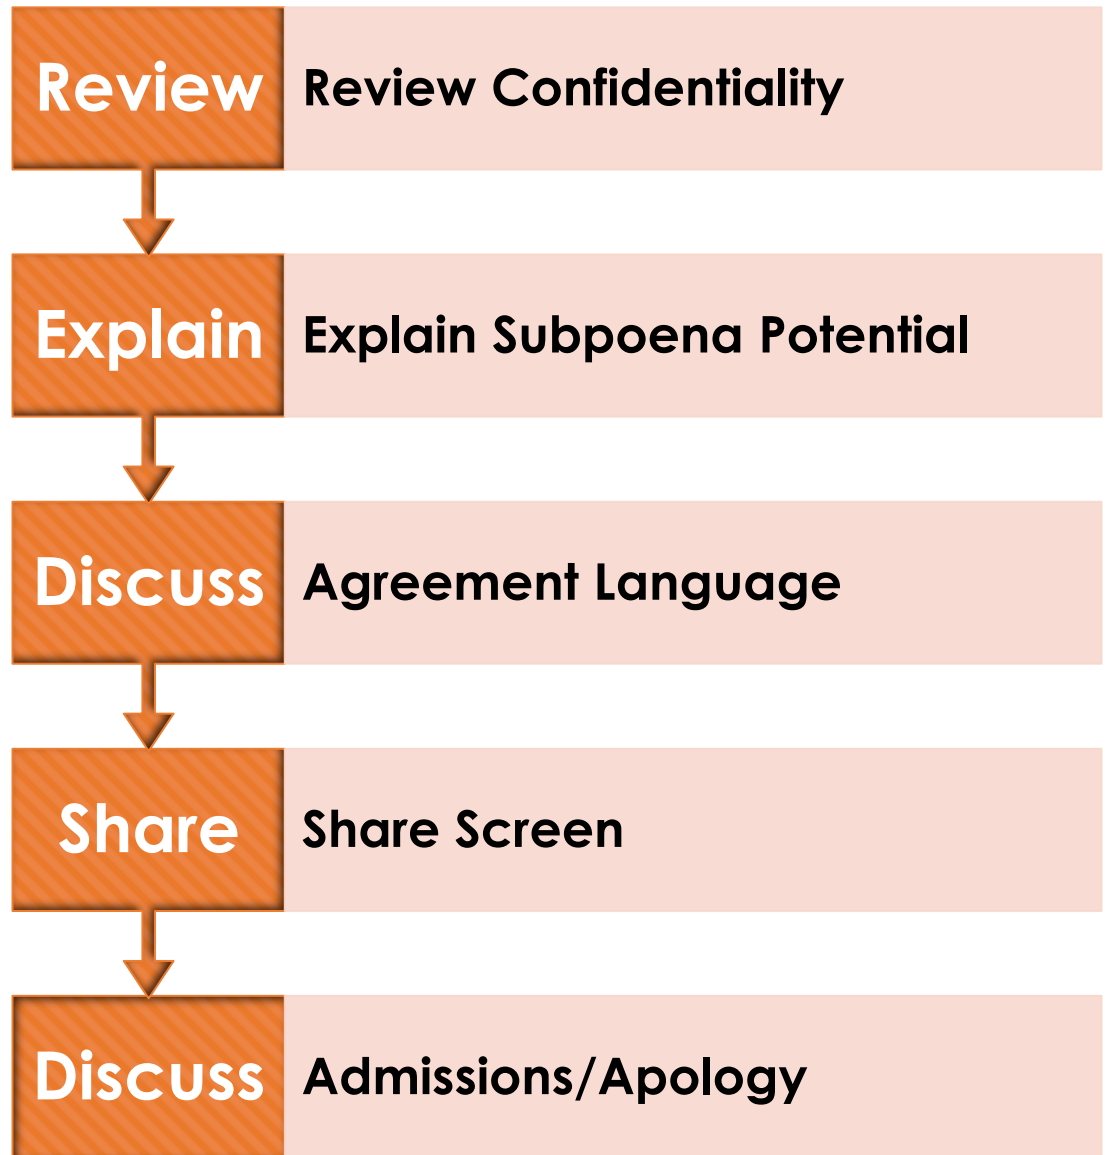 Review
Review Confidentiality
Explain
Explain Subpoena Potential
Discuss
Agreement Language
Share
Share Screen
Discuss
Admissions/Apology